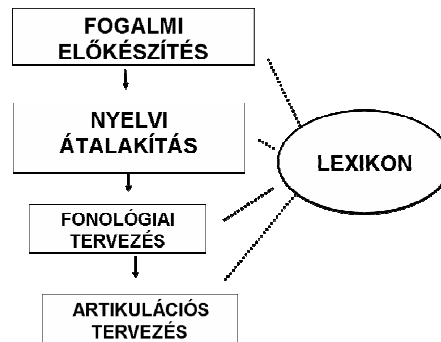 FOGALMI
ELŐKÉSZÍTÉS
NYELVI
ÁTALAKÍTÁS
LEXIKON
FONOLÓGIAI
TERVEZÉS
ARTIKULÁCIÓS
TERVEZÉS